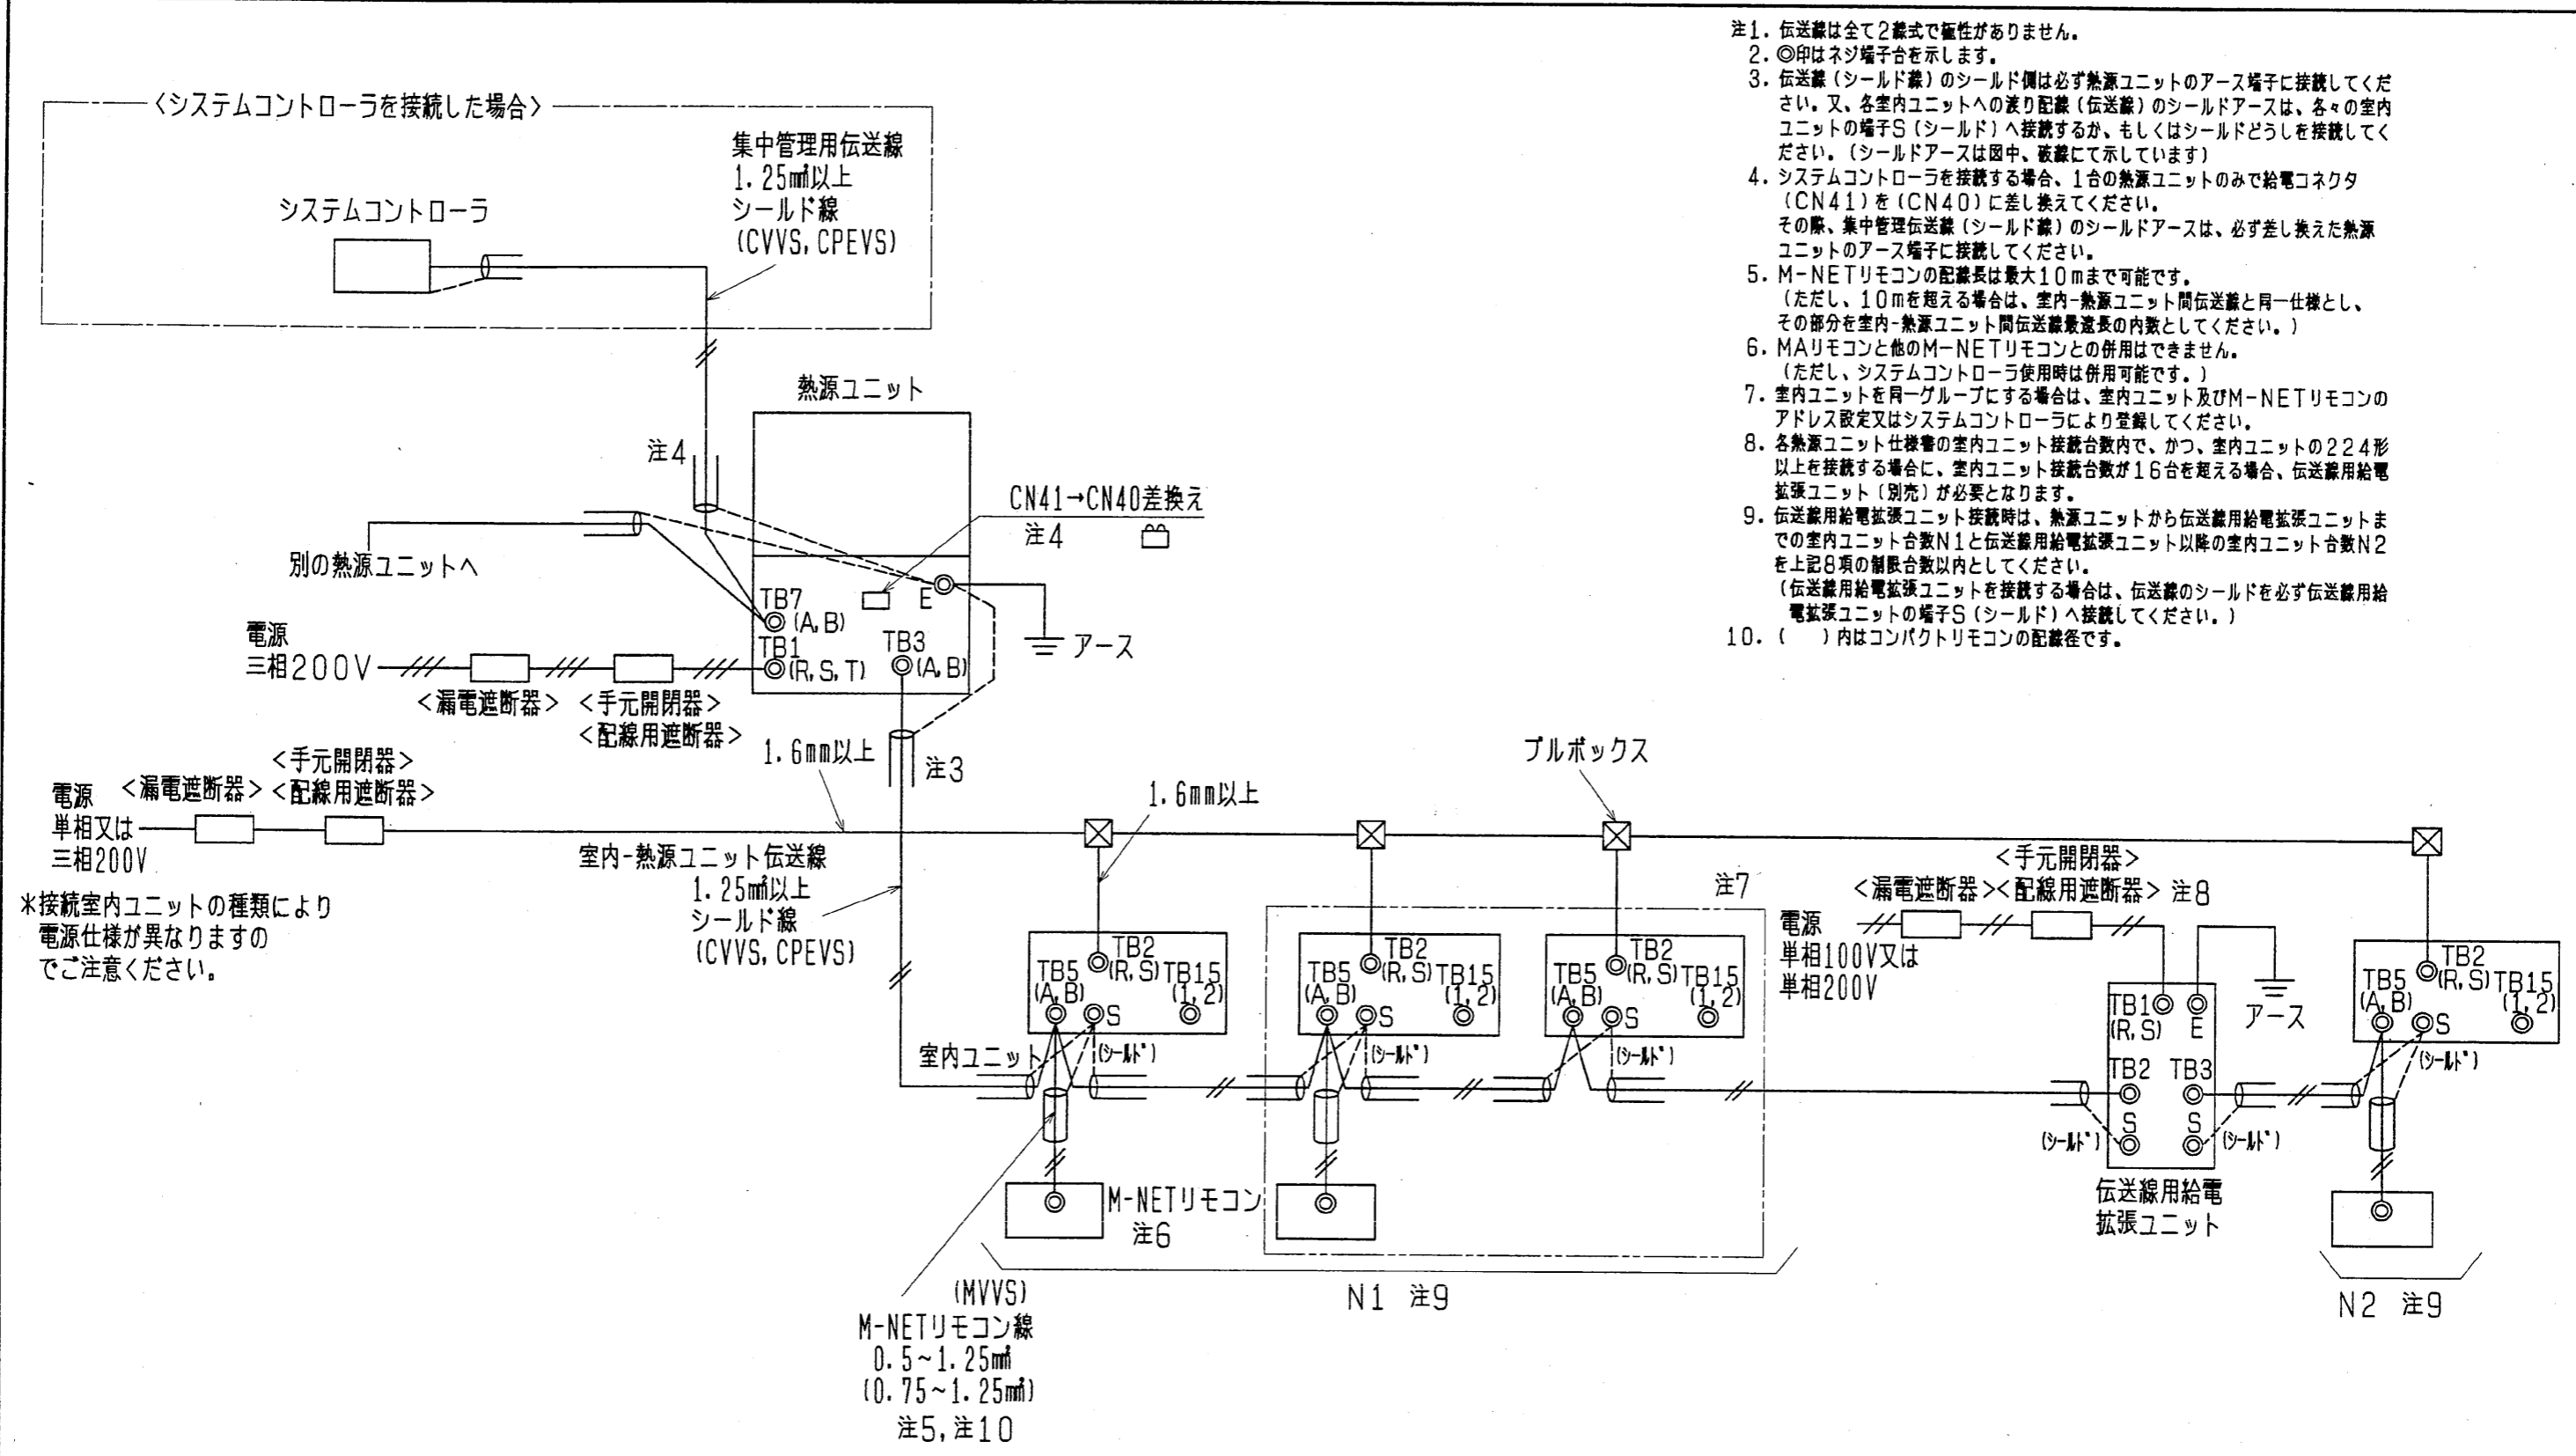 注1. 伝送線は全て2線式で極性がありません。
2. ◎印はネジ端子台を示します。
3. 伝送線(シールド線)のシールド側は必ず熱源ユニットのアース端子に接続してくだ
さい。又、各室内ユニットへの渡り配線(伝送線)のシールドアースは、各々の室内
ユニットの端子S(シールド)へ接続するか、もしくはシールドどうしを接続してく
ださい。(シールドアースは図中、破線にて示しています)
4. システムコントローラを接続する場合、1台の熱源ユニットのみで給電コネクタ
(CN41)を(CN40)に差し換えてください。
その際、集中管理伝送線(シールド線)のシールドアースは、必ず差し換えた熱源
ユニットのアース端子に接続してください。
5. M-NETリモコンの配線長は最大10mまで可能です。
(ただし、10mを超える場合は、室内-熱源ユニット間伝送線と同一仕様とし、
その部分を室内-熱源ユニット間伝送線最遠長の内数としてください。)
6. MAリモコンと他のM-NETリモコンとの併用はできません。
(ただし、システムコントローラ使用時は併用可能です。)
7. 室内ユニットを同一グループにする場合は、室内ユニット及びM-NETリモコンの
アドレス設定又はシステムコントローラにより登録してください。
8. 各熱源ユニット仕様書の室内ユニット接続台数内で、かつ、室内ユニットの224形
以上を接続する場合に、室内ユニット接続台数が16台を超える場合、伝送線用給電
拡張ユニット(別売)が必要となります。
9. 伝送線用給電拡張ユニット接続時は、熱源ユニットから伝送線用給電拡張ユニットま
での室内ユニット台数N1と伝送線用給電拡張ユニット以降の室内ユニット台数N2
を上記8項の制限台数以内としてください。
(伝送線用給電拡張ユニットを接続する場合は、伝送線のシールドを必ず伝送線用給
電拡張ユニットの端子S(シールド)へ接続してください。)
10. ( )内はコンパクトリモコンの配線径です。
<システムコントローラを接続した場合>
集中管理用伝送線
1.25㎟以上
シールド線
(CVVS, CPEVS)
システムコントローラ
熱源ユニット
注4
CN41→CN40差換え
注4
別の熱源ユニットへ
TB7
(A, B)
E
アース
電源
三相200V
TB1
(R, S, T)
TB3
(A, B)
<漏電遮断器>
<手元開閉器>
<配線用遮断器>
1.6mm以上
注3
プルボックス
<手元開閉器>
<漏電遮断器>
<配線用遮断器>
電源
単相又は
三相200V
*接続室内ユニットの種類により
電源仕様が異なりますの
でご注意ください。
1.6mm以上
室内-熱源ユニット伝送線
1.25㎟以上
シールド線
(CVVS, CPEVS)
注7
<手元開閉器>
<漏電遮断器><配線用遮断器> 注8
電源
単相100V又は
単相200V
TB2
(R, S)
TB5
(A, B)
TB15
(1, 2)
S
TB2
(R, S)
TB5
(A, B)
TB15
(1, 2)
S
TB2
(R, S)
TB5
(A, B)
TB15
(1, 2)
S
TB1
(R, S)
E
アース
TB2
(R, S)
TB5
(A, B)
TB15
(1, 2)
S
室内ユニット
(シールド)
(シールド)
(シールド)
(シールド)
TB2 TB3
S S
(シールド)
(シールド)
伝送線用給電
拡張ユニット
M-NETリモコン
注6
N1 注9
N2 注9
(MVVS)
M-NETリモコン線
0.5~1.25㎟
(0.75~1.25㎟)
注5, 注10